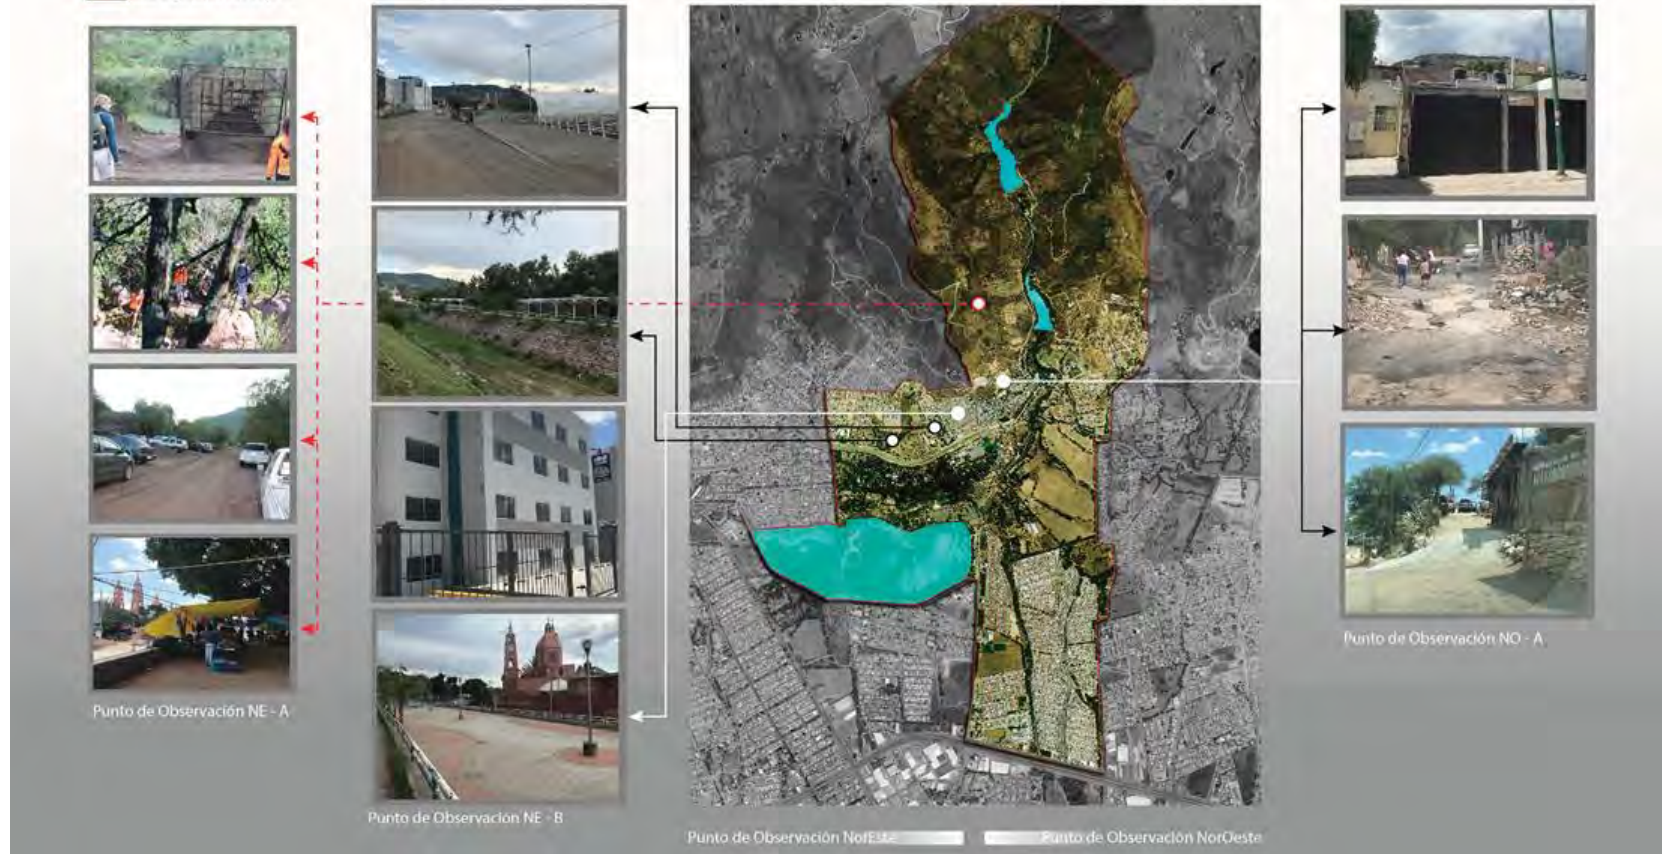 Punto de Observación NO - A
Punto de Observación NE - A
Punto de Observación NE - B
Punto de Observación NorEste
Punto de Observación NorOeste